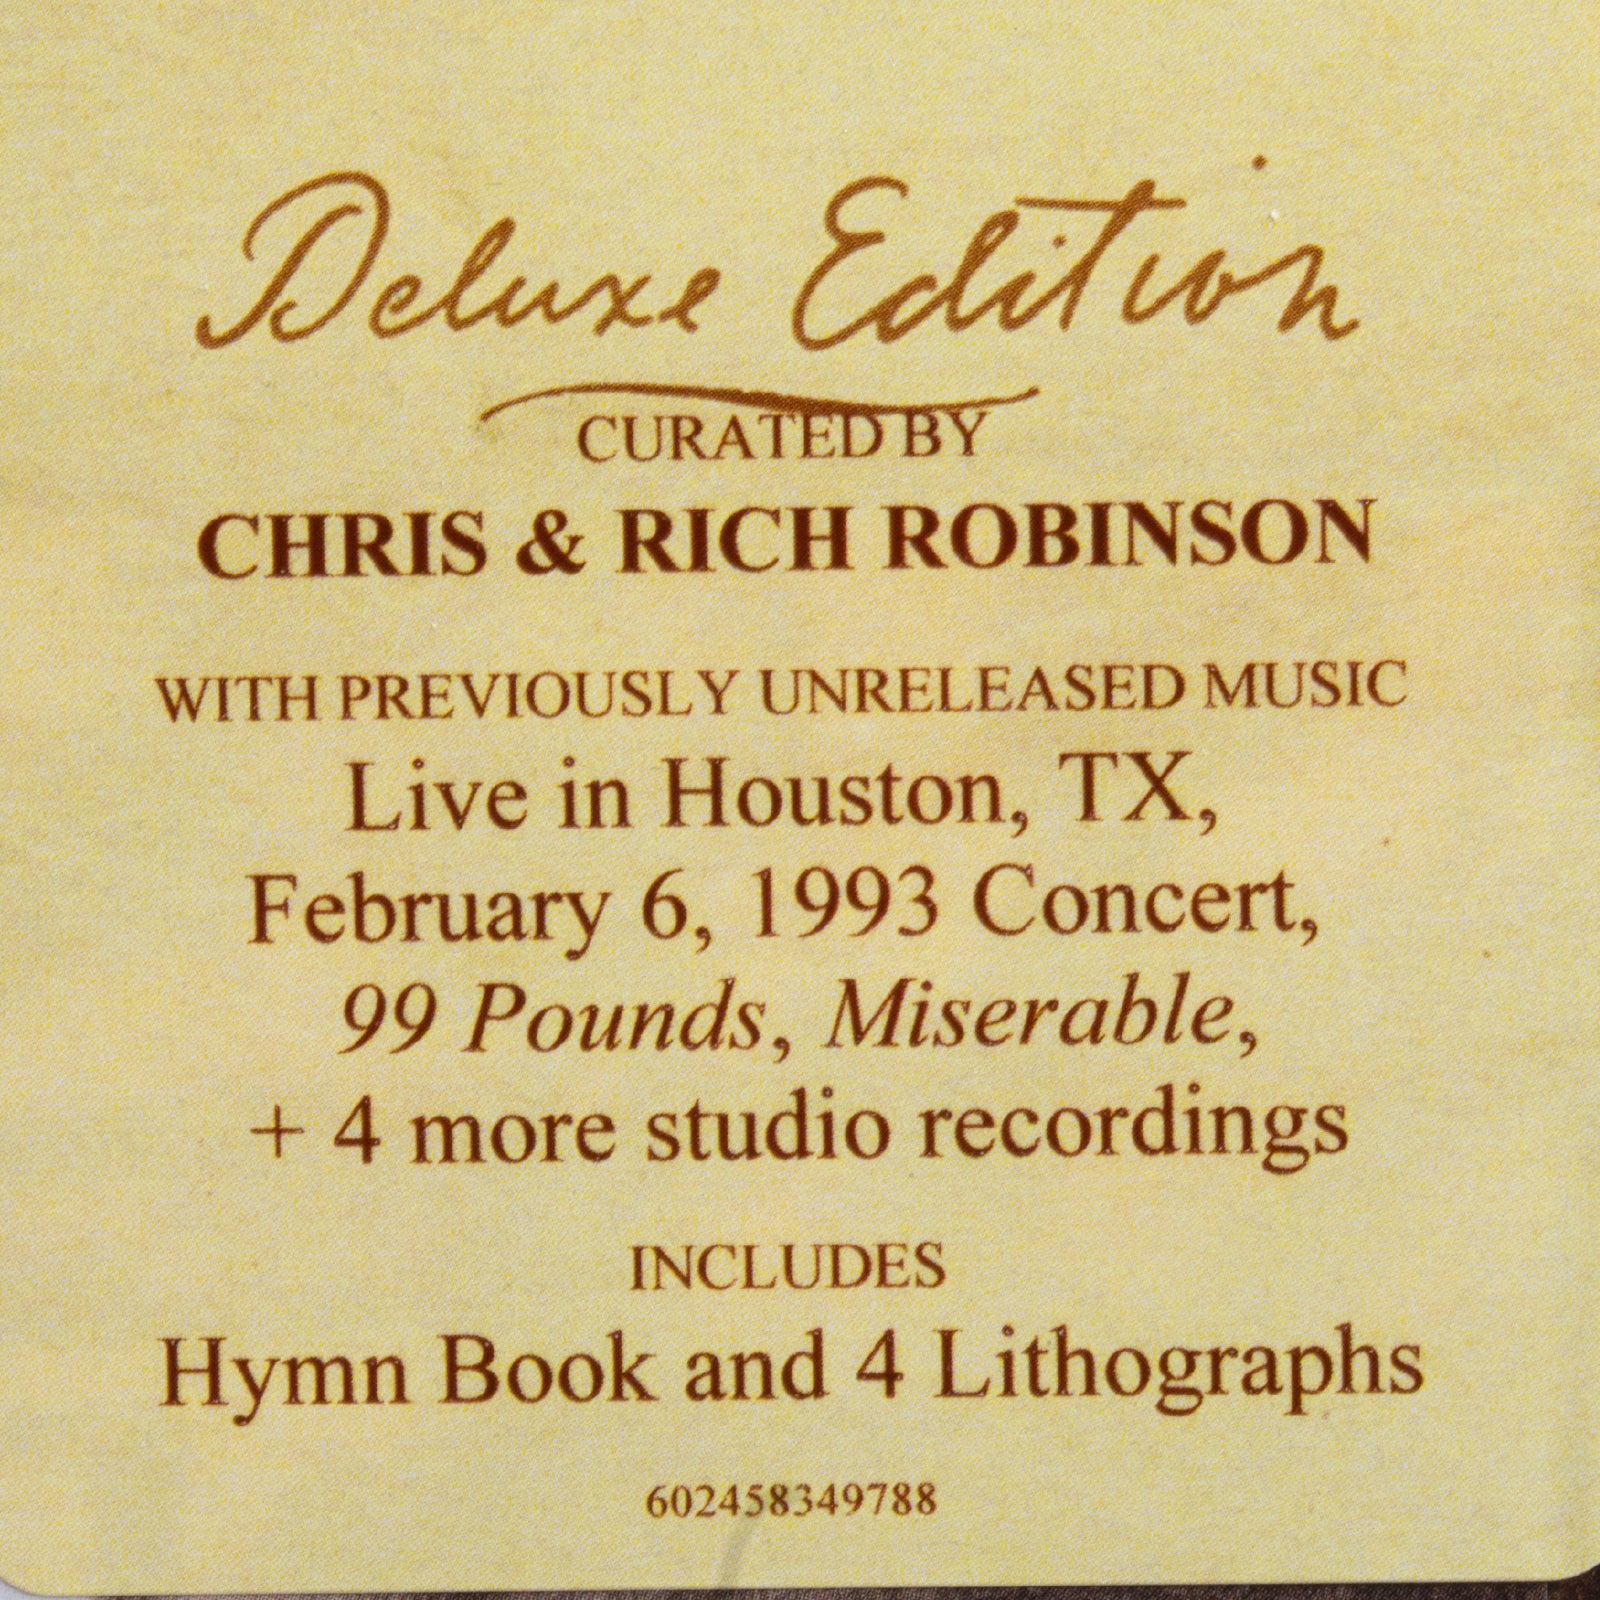 Deluxe Edition
CURATED BY
CHRIS & RICH ROBINSON
WITH PREVIOUSLY UNRELEASED MUSIC
Live in Houston, TX,
February 6, 1993 Concert,
99 Pounds, Miserable,
+ 4 more studio recordings
INCLUDES
Hymn Book and 4 Lithographs
602458349788